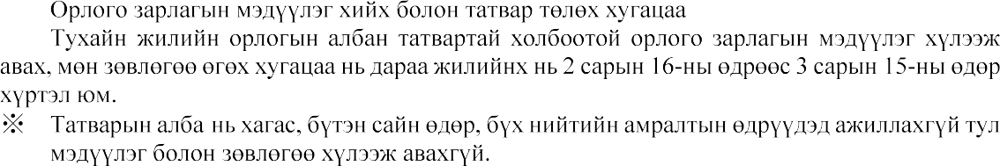 Орлого зарлагын мэдүүлэг хийх болон татвар төлөх хугацаа
Тухайн жилийн орлогын албан татвартай холбоотой орлого зарлагын мэдүүлэг хүлээж
авах, мөн зөвлөгөө өгөх хугацаа нь дараа жилийнх нь 2 сарын 16-ны өдрөөс 3 сарын 15-ны өдөр
хүртэл юм.
※ Татварын алба нь хагас, бүтэн сайн өдөр, бүх нийтийн амралтын өдрүүдэд ажиллахгүй тул
мэдүүлэг болон зөвлөгөө хүлээж авахгүй.